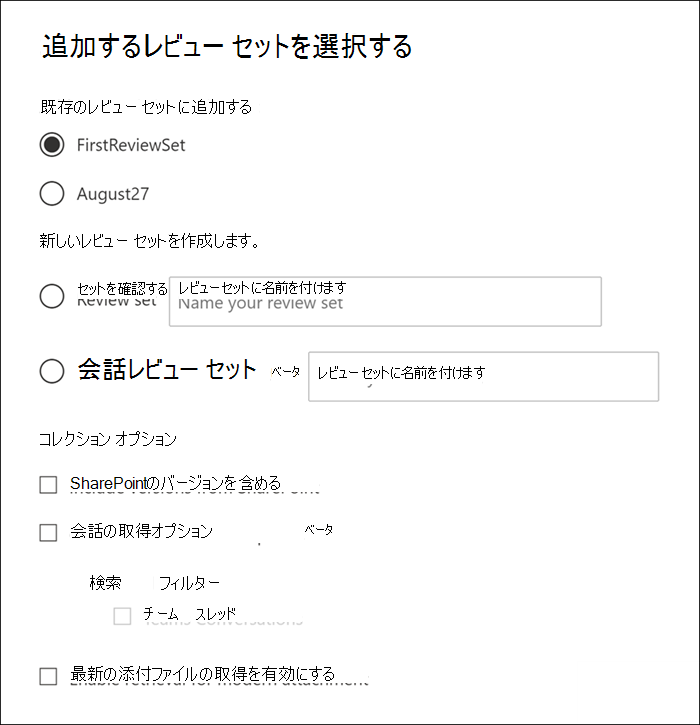 追加するレビュー セットを選択する
既存のレビュー セットに追加する
FirstReviewSet
August27
新しいレビュー セットを作成します。
セットを確認する レビューセットに名前を付けます
Review set Name your review set
会話レビュー セット ベータ レビューセットに名前を付けます
コレクション オプション
SharePointのバージョンを含める
Include versions from SharePoint
会話の取得オプション ベータ
検索 フィルター
チーム スレッド
Teams Conversations
最新の添付ファイルの取得を有効にする
Enable retrieval for modern attachment